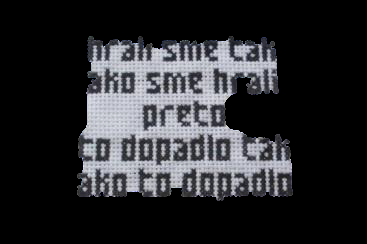 hrali sme tak
ako sme hrali
preto
to dopadlo tak
ako to dopadlo